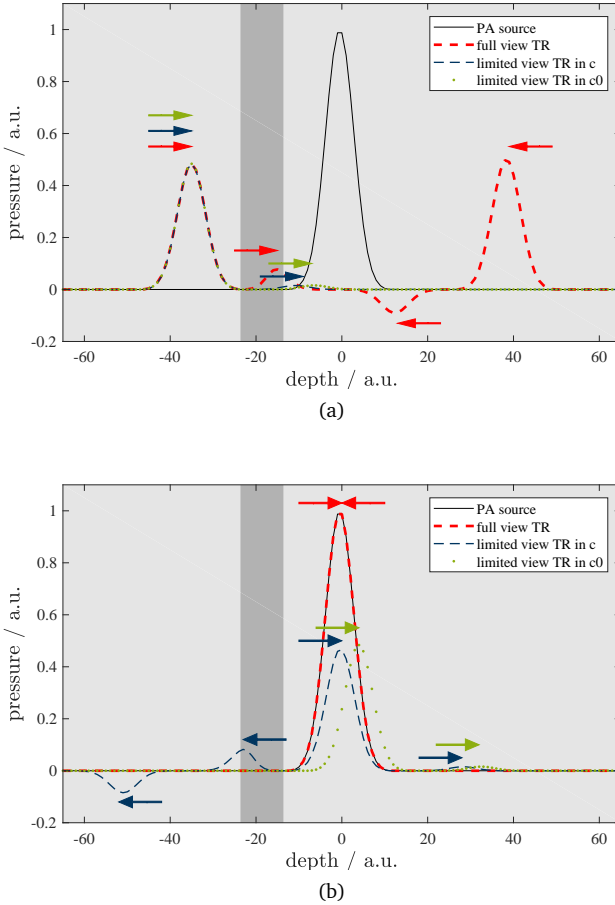 1
0.8
0.6
0.4
0.2
0
-0.2
pressure / a.u.
PA source
full view TR
limited view TR in c
limited view TR in c0
-60 -40 -20 0 20 40 60
depth / a.u.
(a)
1
0.8
0.6
0.4
0.2
0
-0.2
pressure / a.u.
PA source
full view TR
limited view TR in c
limited view TR in c0
-60 -40 -20 0 20 40 60
depth / a.u.
(b)